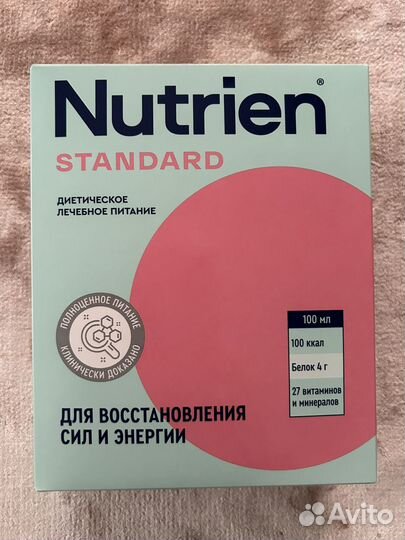 Nutrien®
STANDARD
ДИЕТИЧЕСКОЕ
ЛЕЧЕБНОЕ ПИТАНИЕ
ПОЛНОЦЕННОЕ ПИТАНИЕ
КЛИНИЧЕСКИ ДОКАЗАНО
100 мл
100 ккал
Белок 4 г
27 витаминов
и минералов
ДЛЯ ВОССТАНОВЛЕНИЯ
СИЛ И ЭНЕРГИИ
Avito